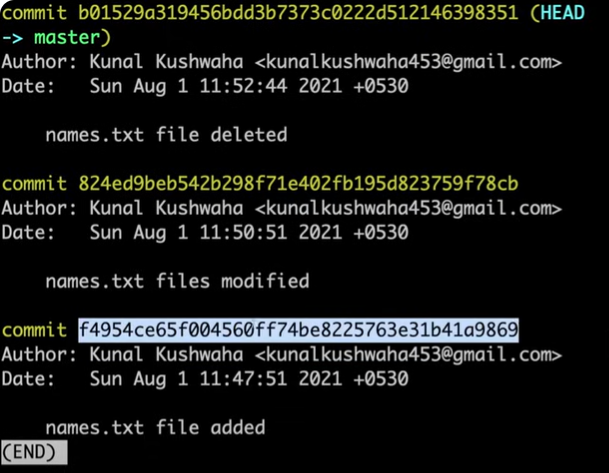 commit b01529a319456bdd3b7373c0222d512146398351 (HEAD
-> master)
Author: Kunal Kushwaha <kunalkushwaha453@gmail.com>
Date:   Sun Aug 1 11:52:44 2021 +0530
names.txt file deleted
commit 824ed9beb542b298f71e402fb195d823759f78cb
Author: Kunal Kushwaha <kunalkushwaha453@gmail.com>
Date:   Sun Aug 1 11:50:51 2021 +0530
names.txt files modified
commit f4954ce65f004560ff74be8225763e31b41a9869
Author: Kunal Kushwaha <kunalkushwaha453@gmail.com>
Date:   Sun Aug 1 11:47:51 2021 +0530
names.txt file added
(END)